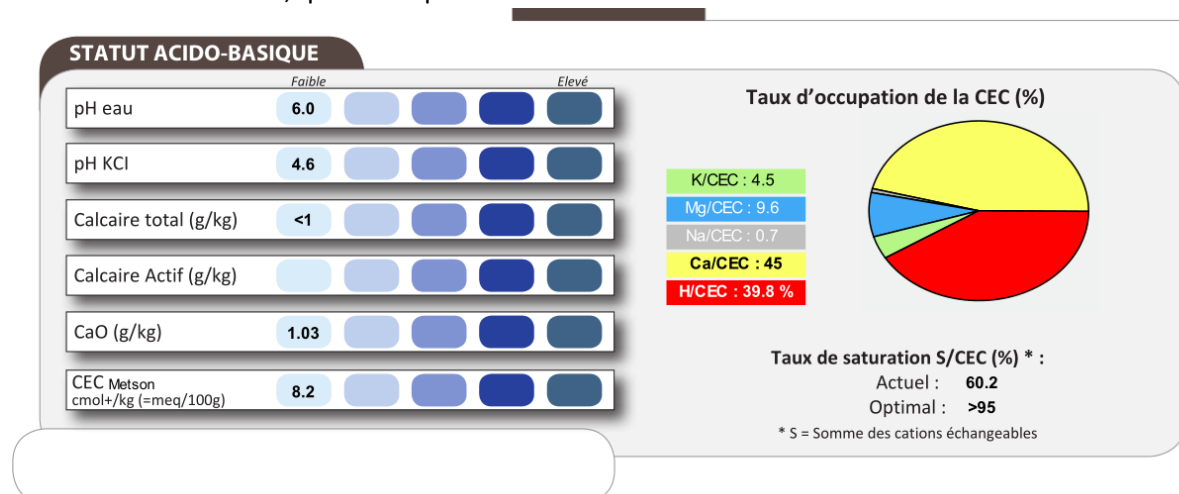 STATUT ACIDO-BASIQUE
Faible Elevé
pH eau 6.0
pH KCl 4.6
Calcaire total (g/kg) <1
Calcaire Actif (g/kg)
CaO (g/kg) 1.03
CEC Metson 8.2
cmol+/kg (=meq/100g)
Taux d’occupation de la CEC (%)
K/CEC : 4.5
Mg/CEC : 9.6
Na/CEC : 0.7
Ca/CEC : 45
H/CEC : 39.8 %
Taux de saturation S/CEC (%) * :
Actuel : 60.2
Optimal : >95
* S = Somme des cations échangeables